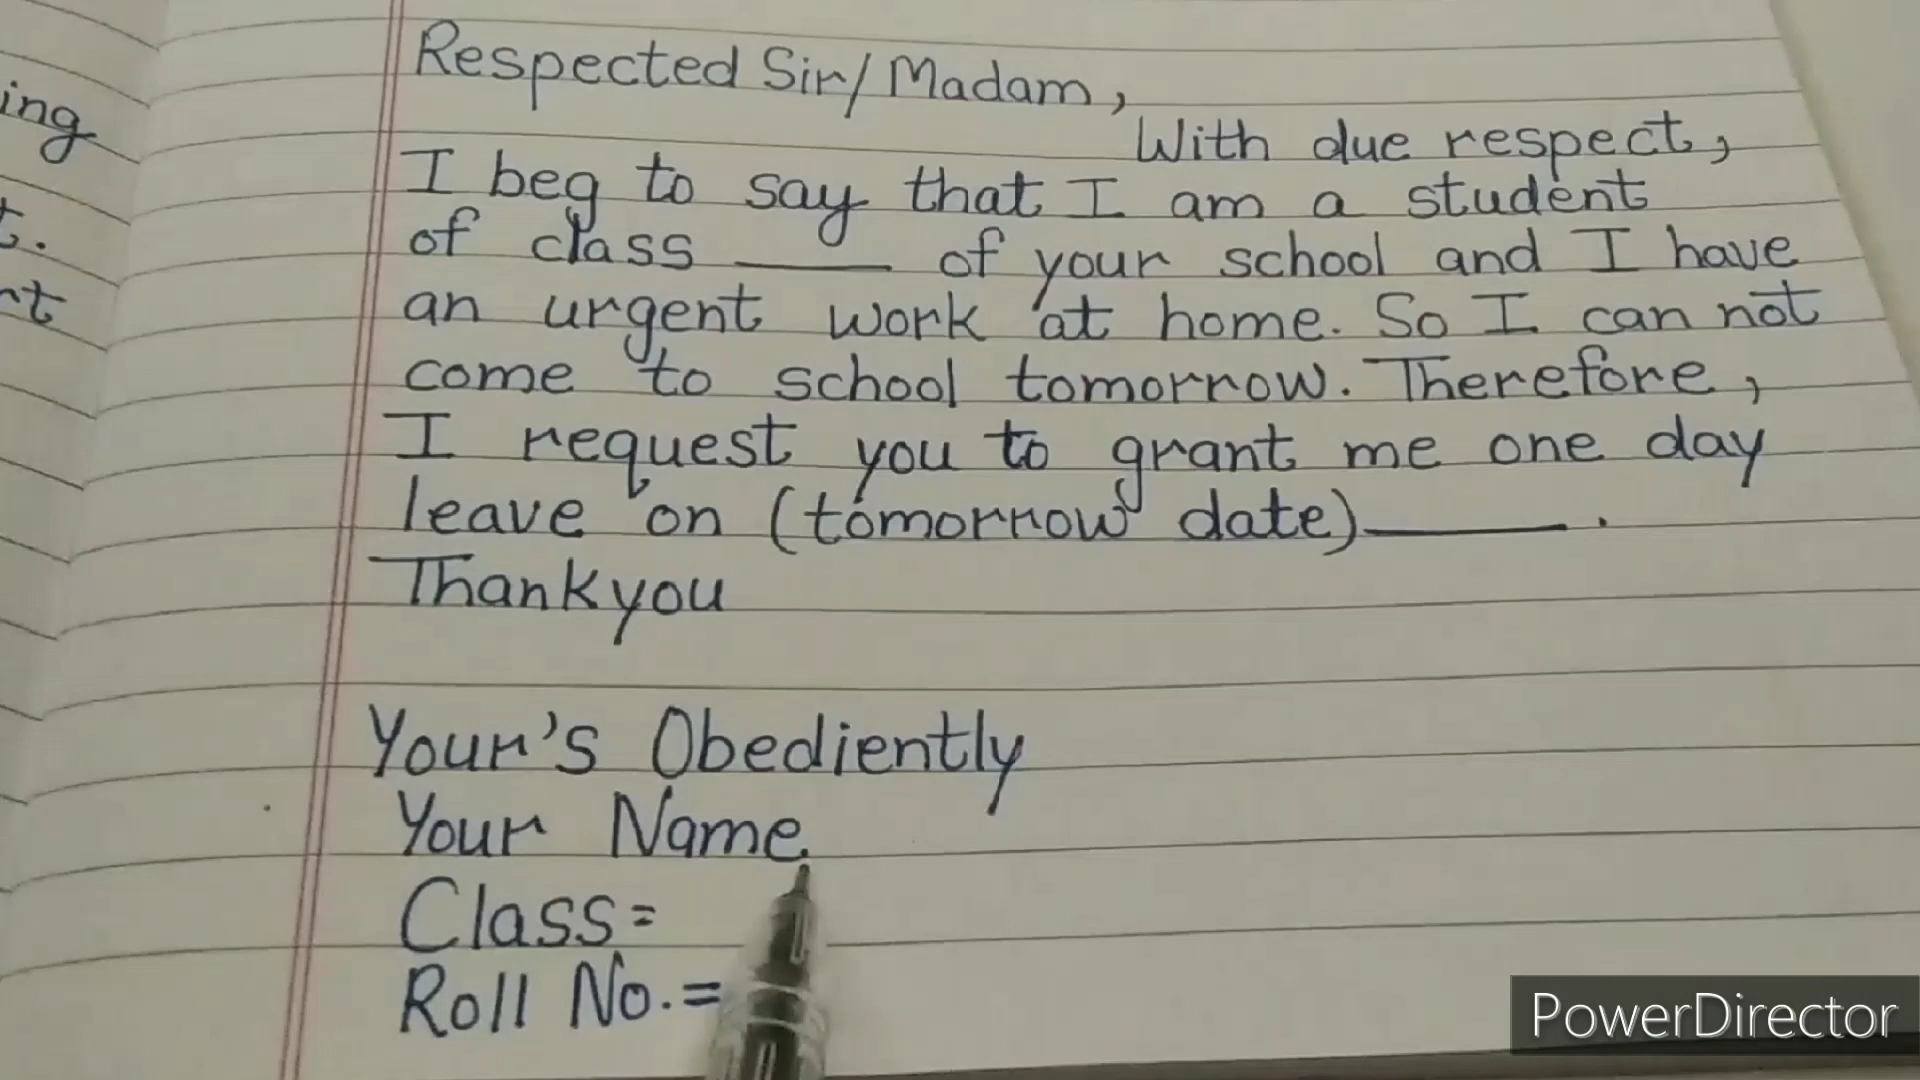 Respected Sir/Madam,
With due respect,
I beg to say that I am a student
of class ____ of your school and I have
an urgent work at home. So I can not
come to school tomorrow. Therefore,
I request you to grant me one day
leave on (tomorrow date)____.
Thankyou
Your's Obediently
Your Name
Class=
Roll No.=
ing
t.
PowerDirector